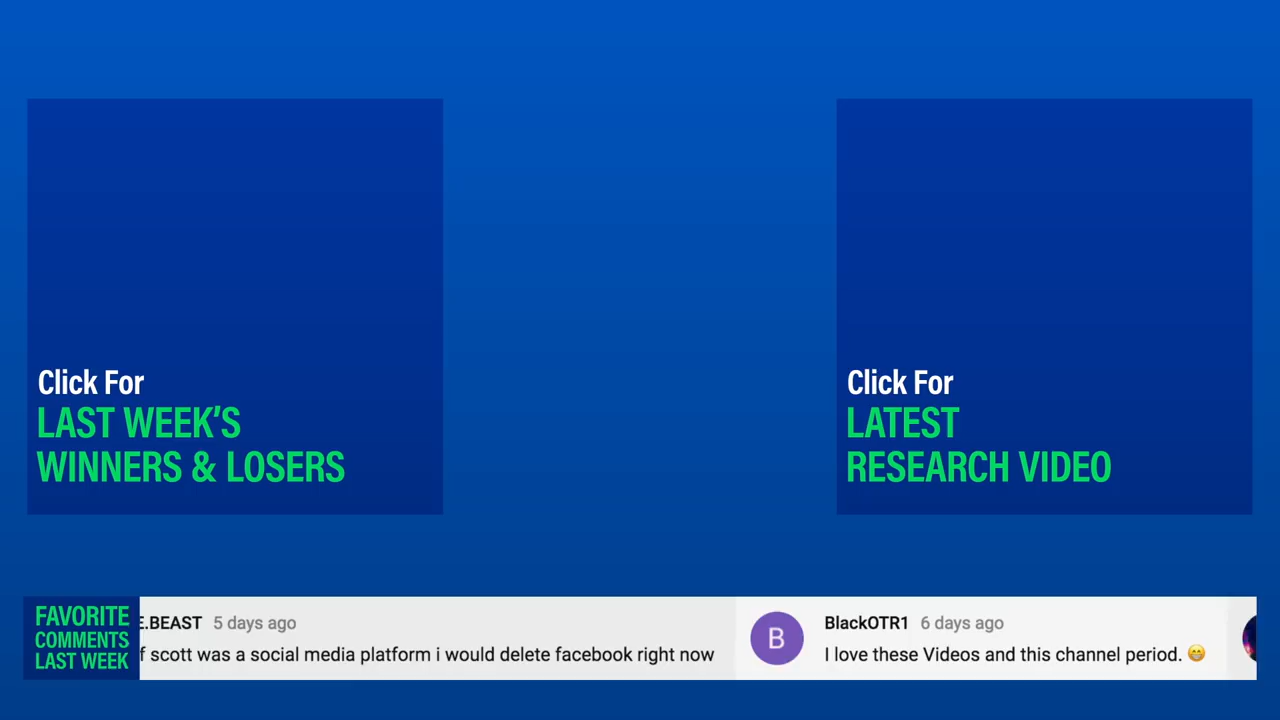 Click For
LAST WEEK'S
WINNERS & LOSERS
Click For
LATEST
RESEARCH VIDEO
FAVORITE
COMMENTS
LAST WEEK
E.BEAST 5 days ago
f scott was a social media platform i would delete facebook right now
B
BlackOTR1 6 days ago
I love these Videos and this channel period. 😁